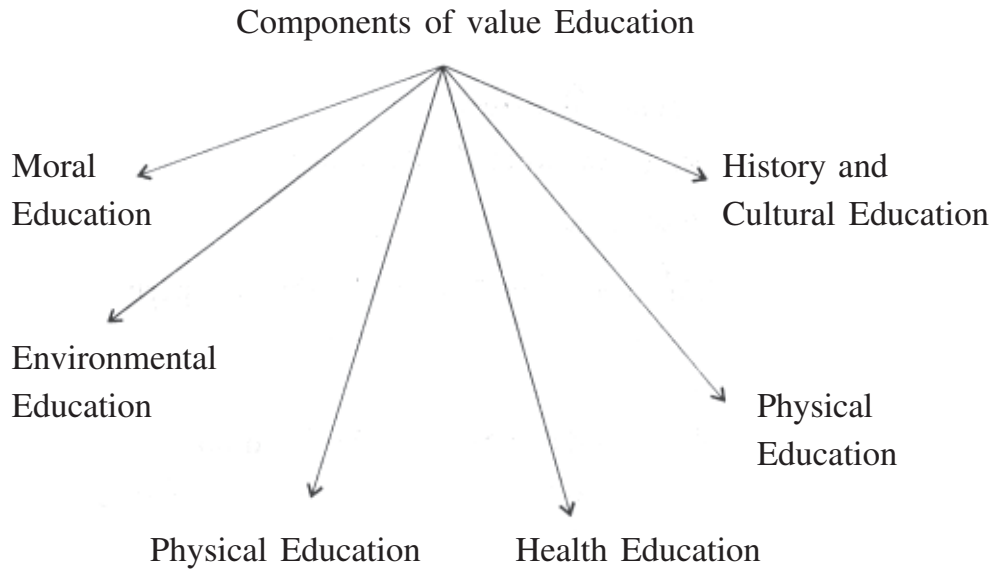 Components of value Education
Moral
Education
History and
Cultural Education
Environmental
Education
Physical
Education
Physical Education
Health Education